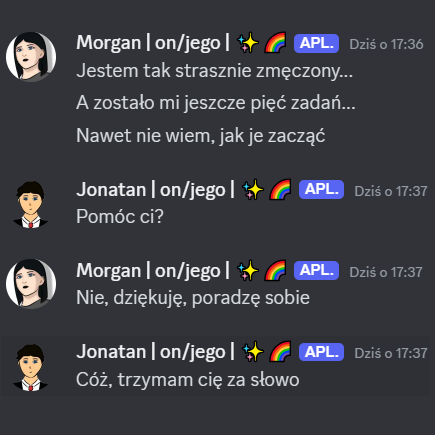 Morgan | on/jego | ✨ 🌈 APL. Dziś o 17:36
Jestem tak strasznie zmęczony...
A zostało mi jeszcze pięć zadań...
Nawet nie wiem, jak je zacząć
Jonatan | on/jego | ✨ 🌈 APL. Dziś o 17:37
Pomóc ci?
Morgan | on/jego | ✨ 🌈 APL. Dziś o 17:37
Nie, dziękuję, poradzę sobie
Jonatan | on/jego | ✨ 🌈 APL. Dziś o 17:37
Cóż, trzymam cię za słowo